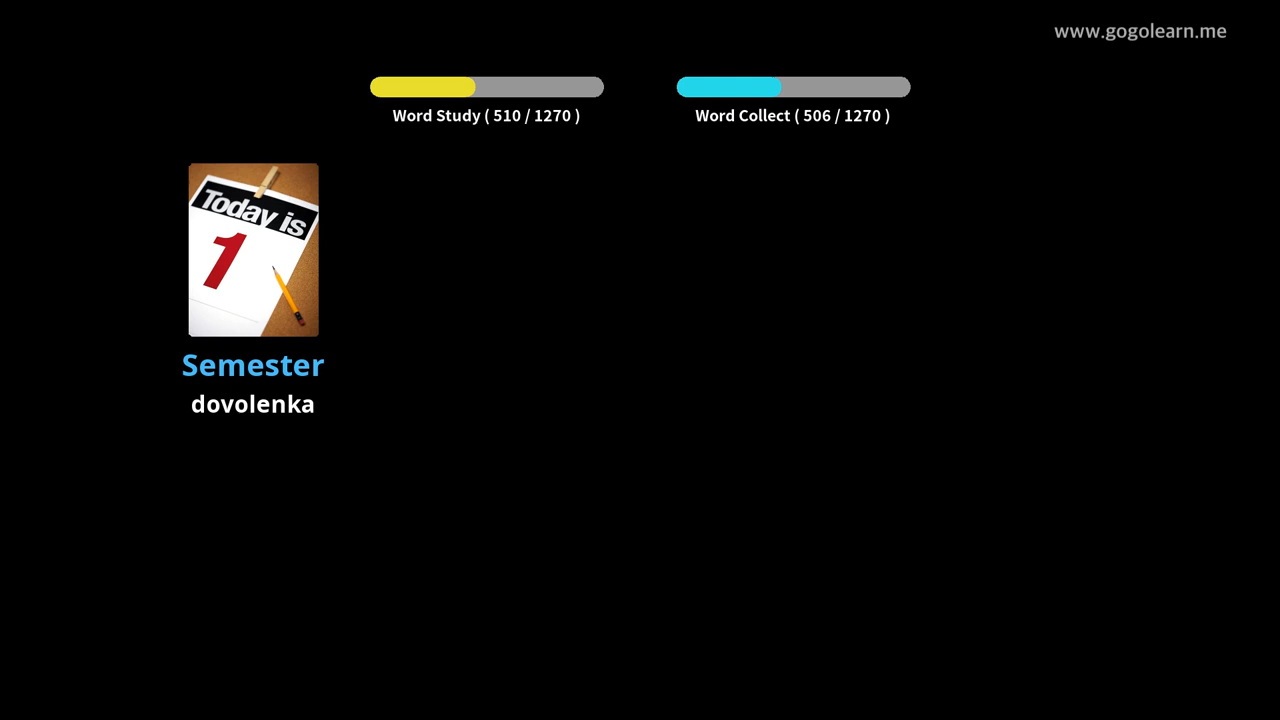 www.gogolearn.me
Word Study ( 510 / 1270 )
Word Collect ( 506 / 1270 )
Today is
1
Semester
dovolenka